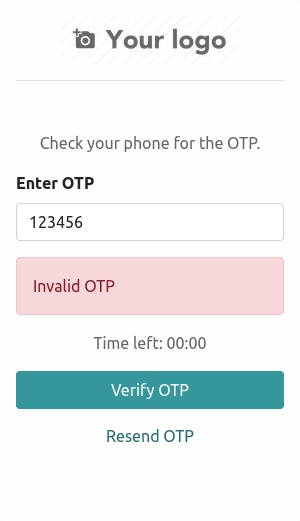 Your logo
Check your phone for the OTP.
Enter OTP
123456
Invalid OTP
Time left: 00:00
Verify OTP
Resend OTP